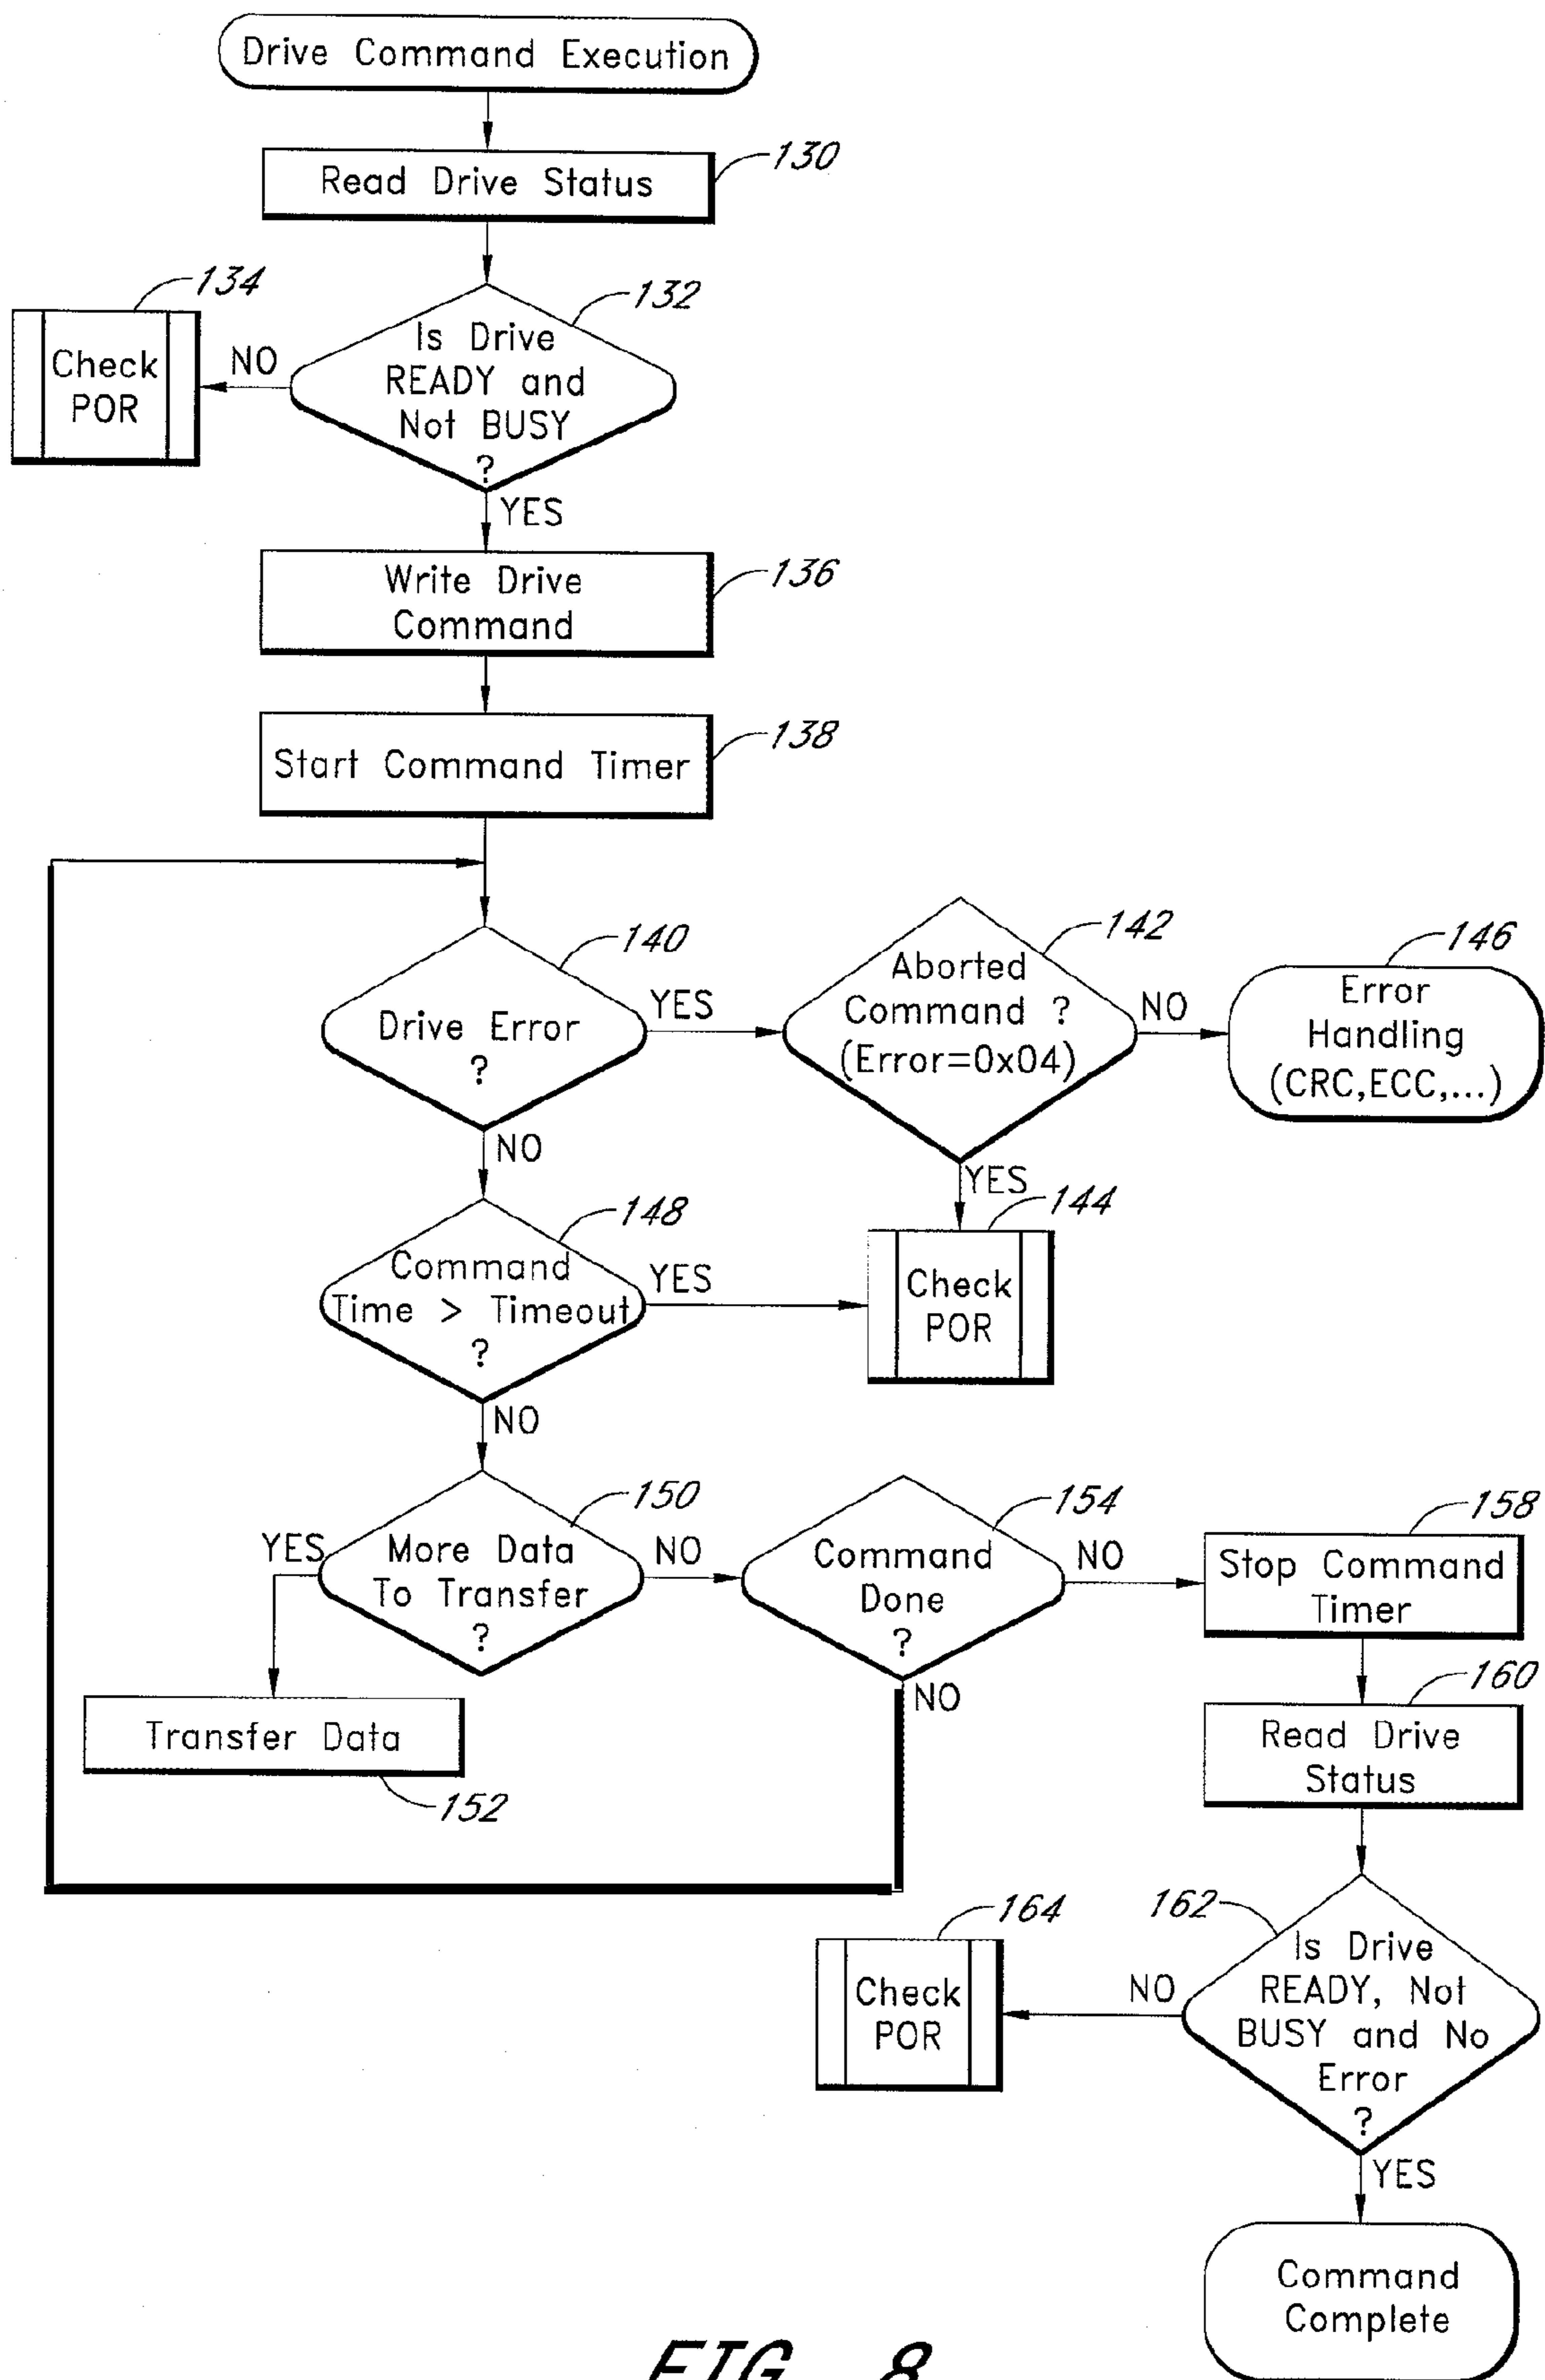 Drive Command Execution
Read Drive Status
130
134
132
Check
POR
NO
Is Drive
READY and
Not BUSY
?
YES
Write Drive
Command
136
Start Command Timer
138
140
Drive Error
?
YES
142
Aborted
Command ?
(Error=0x04)
NO
146
Error
Handling
(CRC,ECC,...)
NO
YES
148
Command
Time > Timeout
?
YES
144
Check
POR
NO
150
YES
More Data
To Transfer
?
NO
154
Command
Done
?
NO
158
Stop Command
Timer
NO
Transfer Data
152
160
Read Drive
Status
162
Is Drive
READY, Not
BUSY and No
Error
?
NO
164
Check
POR
YES
Command
Complete
FIG. 8